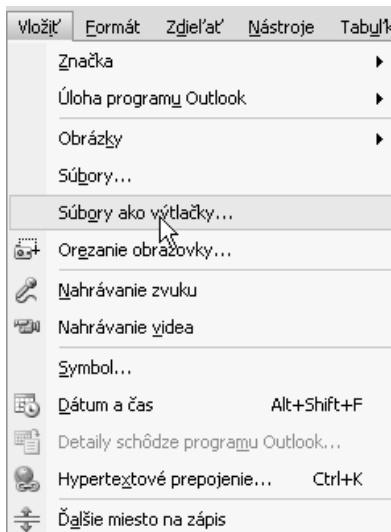 Vložiť Formát Zdieľať Nástroje
Značka
Úloha programu Outlook
Obrázky
Súbory...
Súbory ako výtlačky...
Orezanie obrazovky...
Nahrávanie zvuku
Nahrávanie videa
Symbol...
Dátum a čas Alt+Shift+F
Detaily schôdze programu Outlook...
Hypertextové prepojenie... Ctrl+K
Ďalšie miesto na zápis